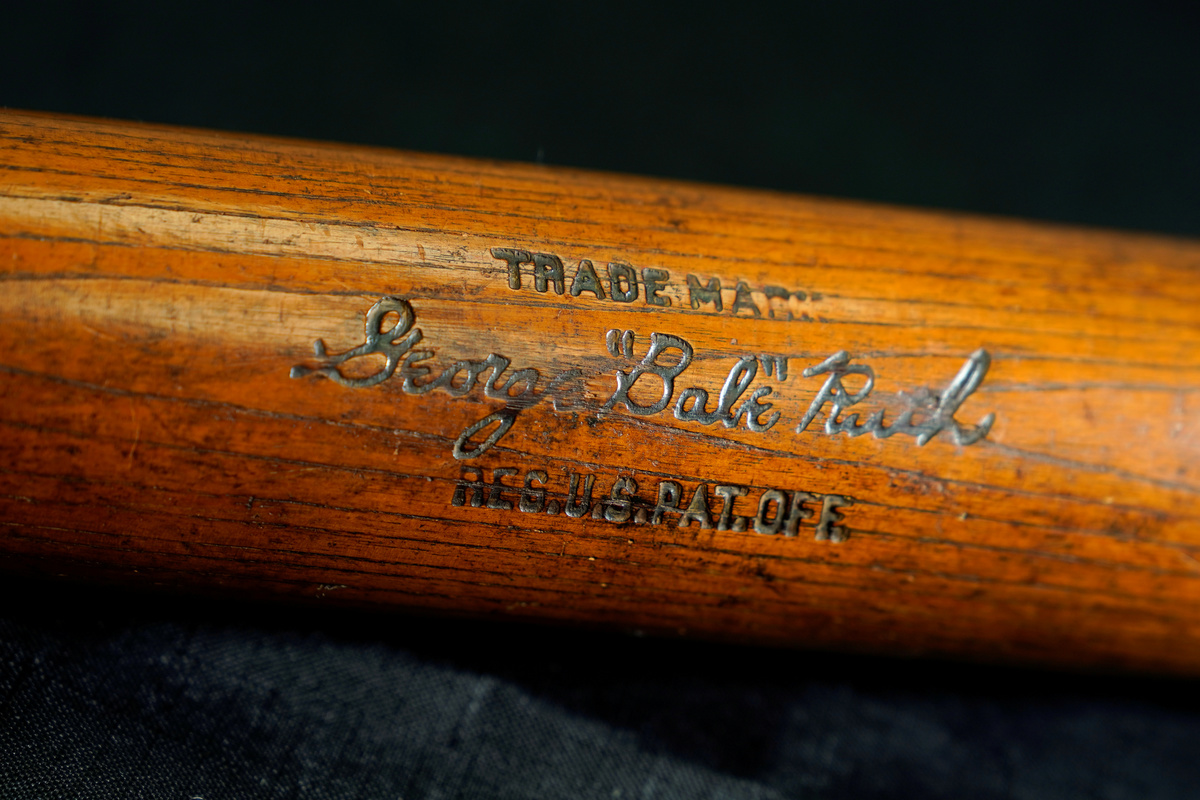 TRADE MARK
George "Babe" Ruth
REG.U.S.PAT.OFF